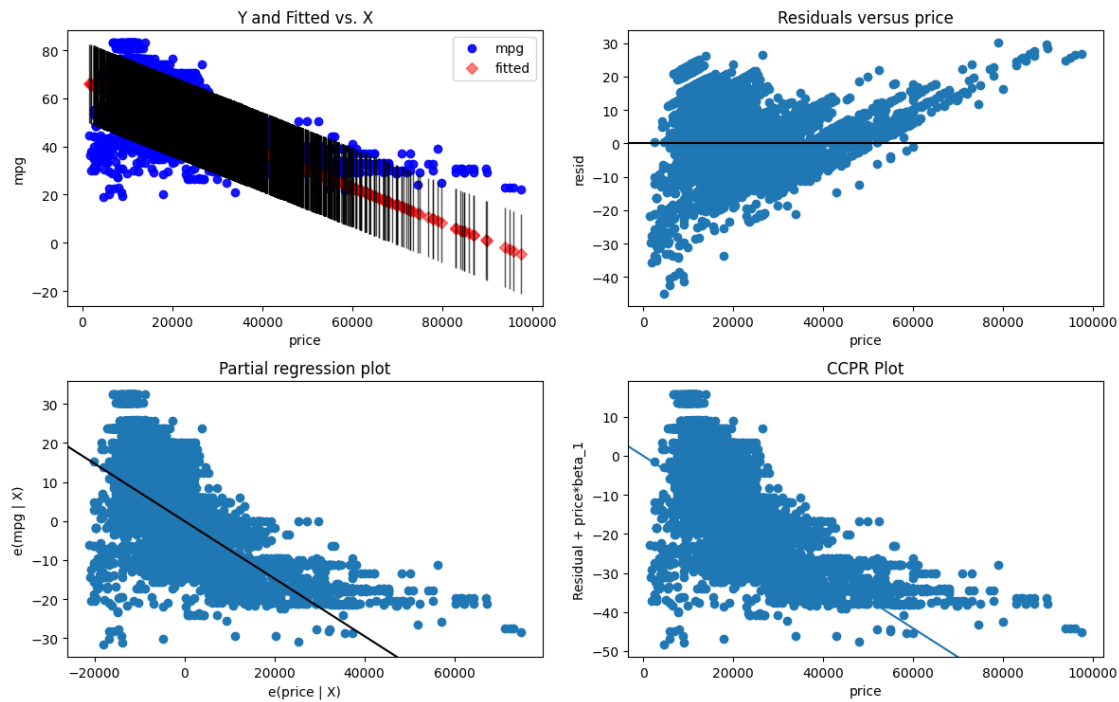 Y and Fitted vs. X
mpg
fitted
80
60
40
20
0
−20
mpg
0 20000 40000 60000 80000 100000
price
Residuals versus price
30
20
10
0
−10
−20
−30
−40
resid
0 20000 40000 60000 80000 100000
price
Partial regression plot
30
20
10
0
−10
−20
−30
e(mpg | X)
−20000 0 20000 40000 60000
e(price | X)
CCPR Plot
10
0
−10
−20
−30
−40
−50
Residual + price*beta_1
0 20000 40000 60000 80000 100000
price